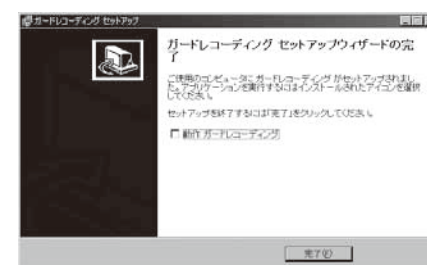 ガードレコーディング セットアップ
ガードレコーディング セットアップウィザードの完
了
ご使用のコンピュータに ガードレコーディング がセットアップされまし
た。アプリケーションを実行するにはインストールされたアイコンを選択
してください。
セットアップを終了するには「完了」をクリックしてください。
動作 ガードレコーディング
完了(F)